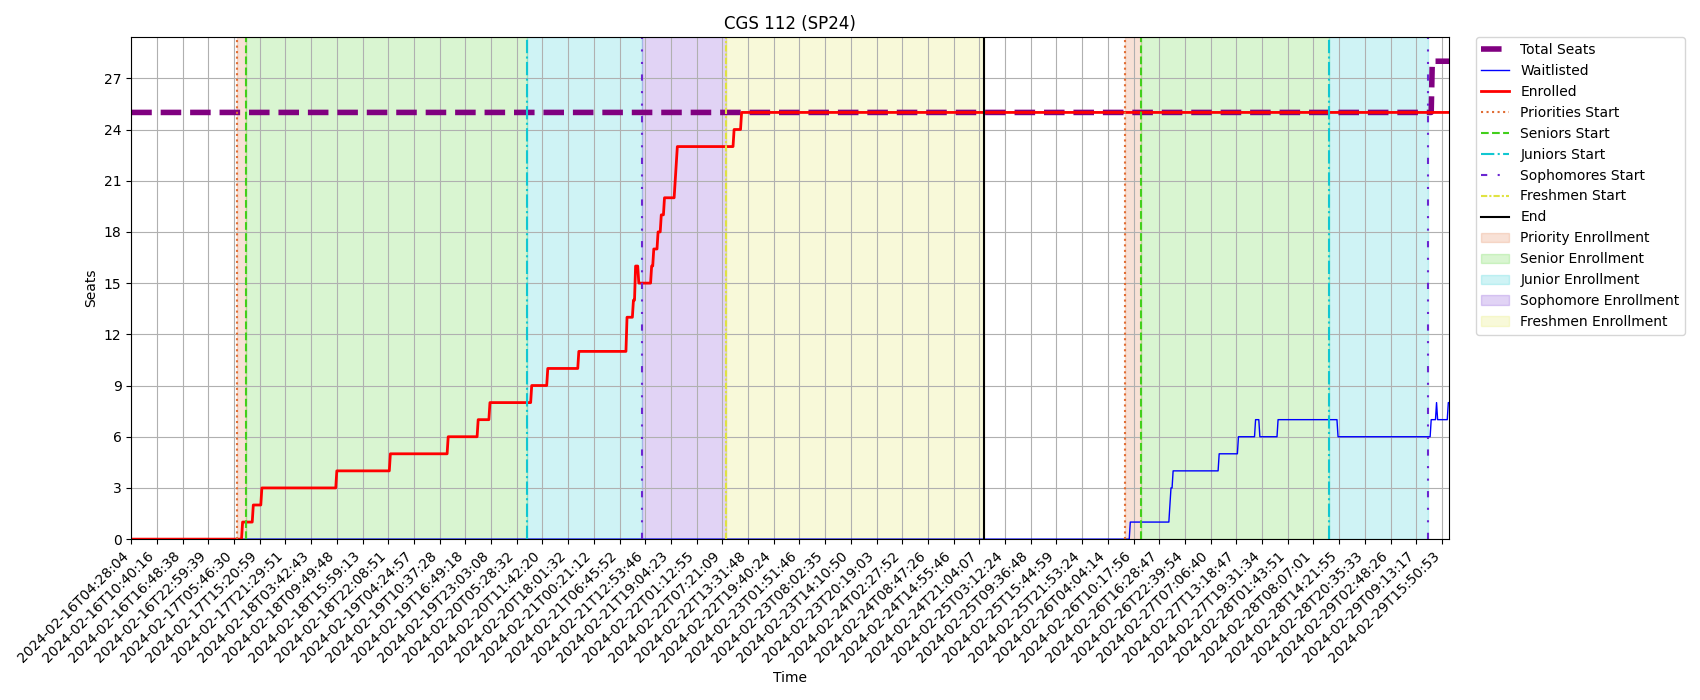 CGS 112 (SP24)
Seats
27
24
21
18
15
12
9
6
3
0
2024-02-16T04:28:04
2024-02-16T10:40:16
2024-02-16T16:48:38
2024-02-16T22:59:39
2024-02-17T05:46:30
2024-02-17T15:20:59
2024-02-17T21:29:51
2024-02-18T03:42:43
2024-02-18T09:49:48
2024-02-18T15:59:13
2024-02-18T22:08:51
2024-02-19T04:24:57
2024-02-19T10:37:28
2024-02-19T16:49:18
2024-02-19T23:03:08
2024-02-20T05:28:32
2024-02-20T11:42:20
2024-02-20T18:01:32
2024-02-21T00:21:12
2024-02-21T06:45:52
2024-02-21T12:53:46
2024-02-21T19:04:23
2024-02-22T01:12:55
2024-02-22T07:21:09
2024-02-22T13:31:48
2024-02-22T19:40:24
2024-02-23T01:51:46
2024-02-23T08:02:35
2024-02-23T14:10:50
2024-02-23T20:19:03
2024-02-24T02:27:52
2024-02-24T08:47:26
2024-02-24T14:55:46
2024-02-24T21:04:07
2024-02-25T03:12:24
2024-02-25T09:36:48
2024-02-25T15:44:59
2024-02-25T21:53:24
2024-02-26T04:04:14
2024-02-26T10:17:56
2024-02-26T16:28:47
2024-02-26T22:39:54
2024-02-27T07:06:40
2024-02-27T13:18:47
2024-02-27T19:31:34
2024-02-28T01:43:51
2024-02-28T08:07:01
2024-02-28T14:21:55
2024-02-28T20:35:33
2024-02-29T02:48:26
2024-02-29T09:13:17
2024-02-29T15:50:53
Time
Total Seats
Waitlisted
Enrolled
Priorities Start
Seniors Start
Juniors Start
Sophomores Start
Freshmen Start
End
Priority Enrollment
Senior Enrollment
Junior Enrollment
Sophomore Enrollment
Freshmen Enrollment